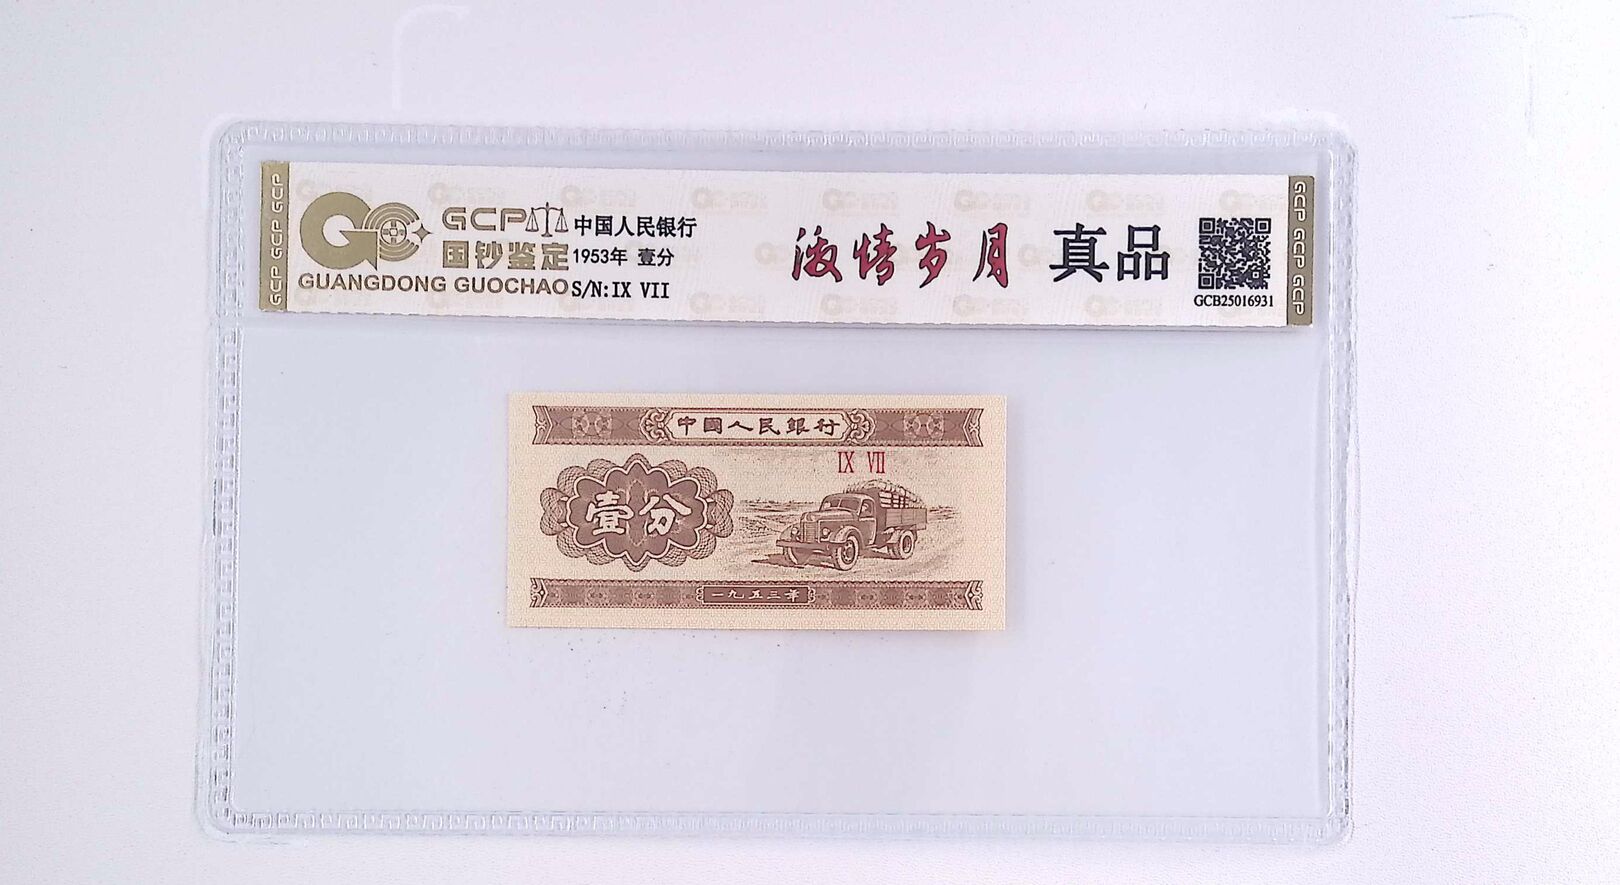 GCP GCP GCP
GCP
国钞鉴定
GUANGDONG GUOCHAO
中国人民银行
1953年 壹分
S/N:IX VII
激情岁月
真品
GCB25016931
GCP GCP GCP
中國人民銀行
IX VII
壹分
一九五三年